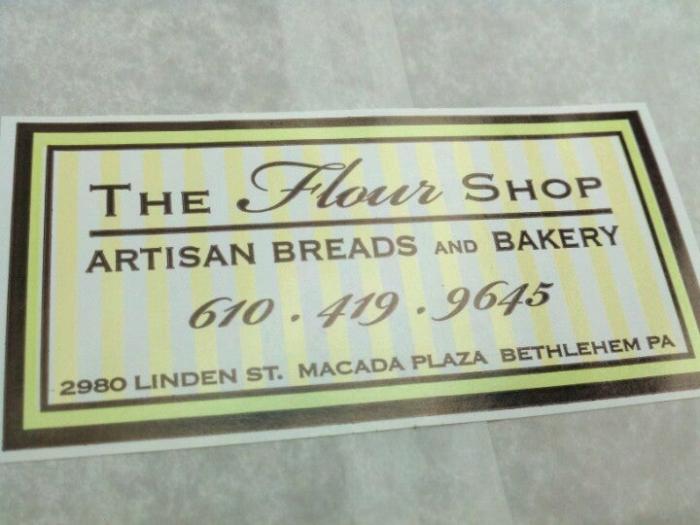 THE Flour SHOP
ARTISAN BREADS AND BAKERY
610.419.9645
2980 LINDEN ST. MACADA PLAZA BETHLEHEM PA